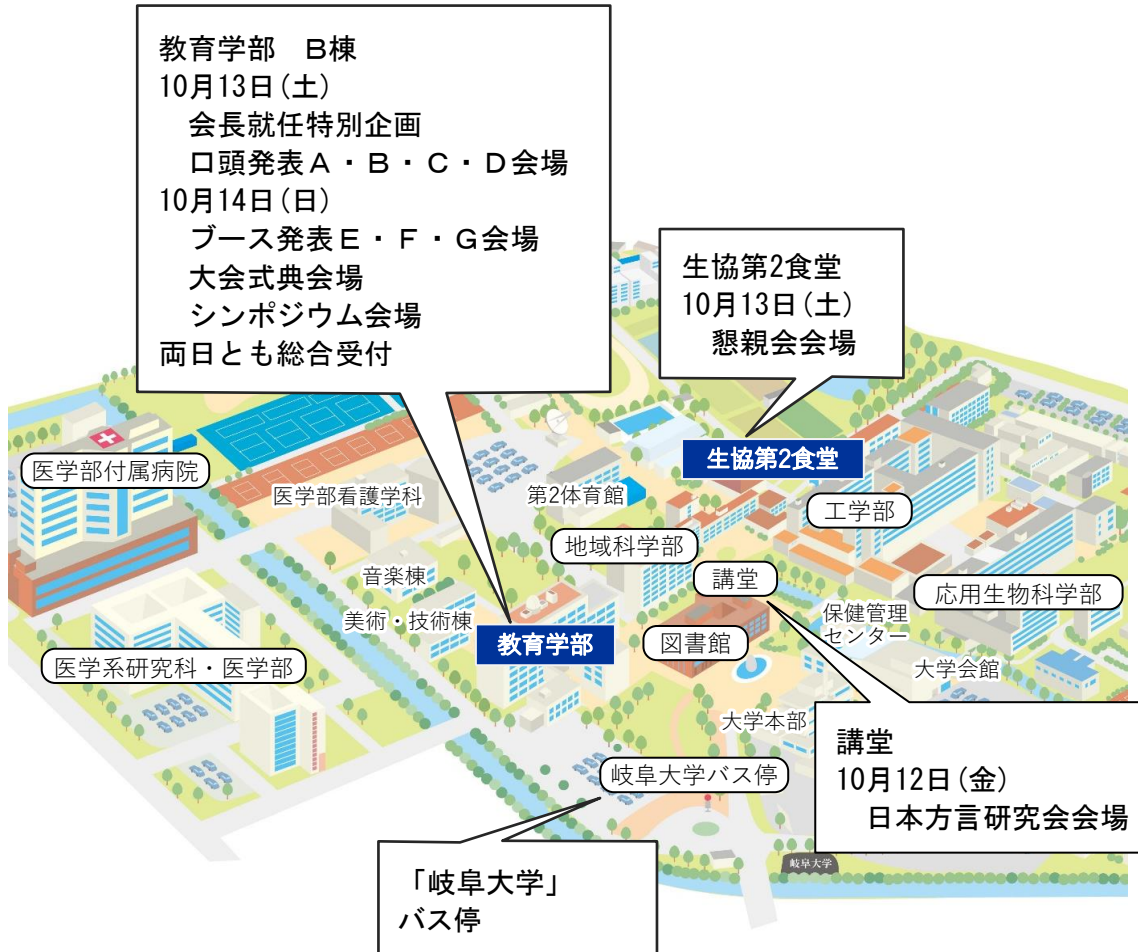 教育学部　Ｂ棟
10月13日(土)
会長就任特別企画
口頭発表Ａ・Ｂ・Ｃ・Ｄ会場
10月14日(日)
ブース発表Ｅ・Ｆ・Ｇ会場
大会式典会場
シンポジウム会場
両日とも総合受付
生協第2食堂
10月13日(土)
懇親会会場
生協第2食堂
医学部付属病院
医学部看護学科
第2体育館
工学部
地域科学部
音楽棟
講堂
応用生物科学部
美術・技術棟
保健管理
センター
教育学部
図書館
医学系研究科・医学部
大学会館
大学本部
岐阜大学バス停
講堂
10月12日(金)
日本方言研究会会場
岐阜大学
「岐阜大学」
バス停